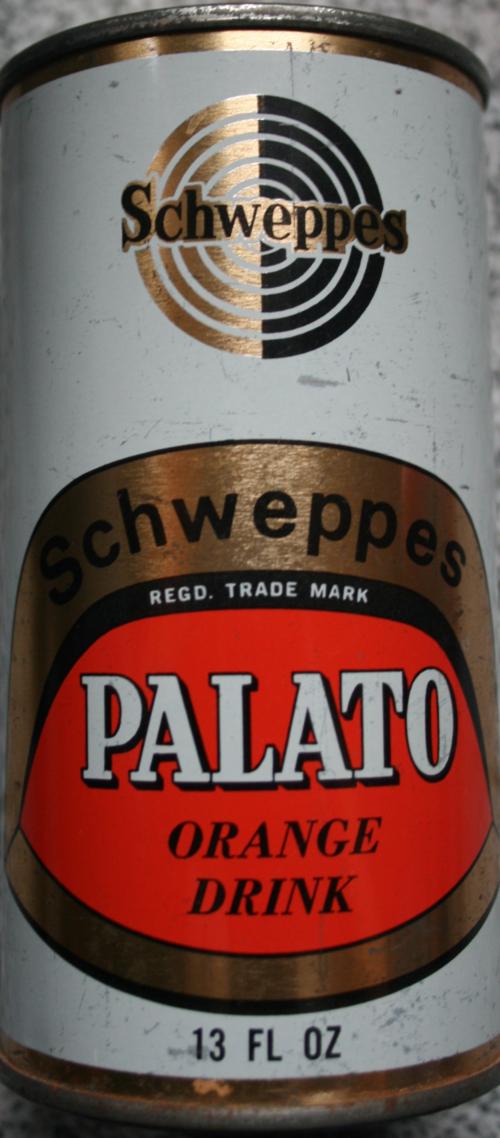 Schweppes
Schweppes
REGD. TRADE MARK
PALATO
ORANGE
DRINK
13 FL OZ